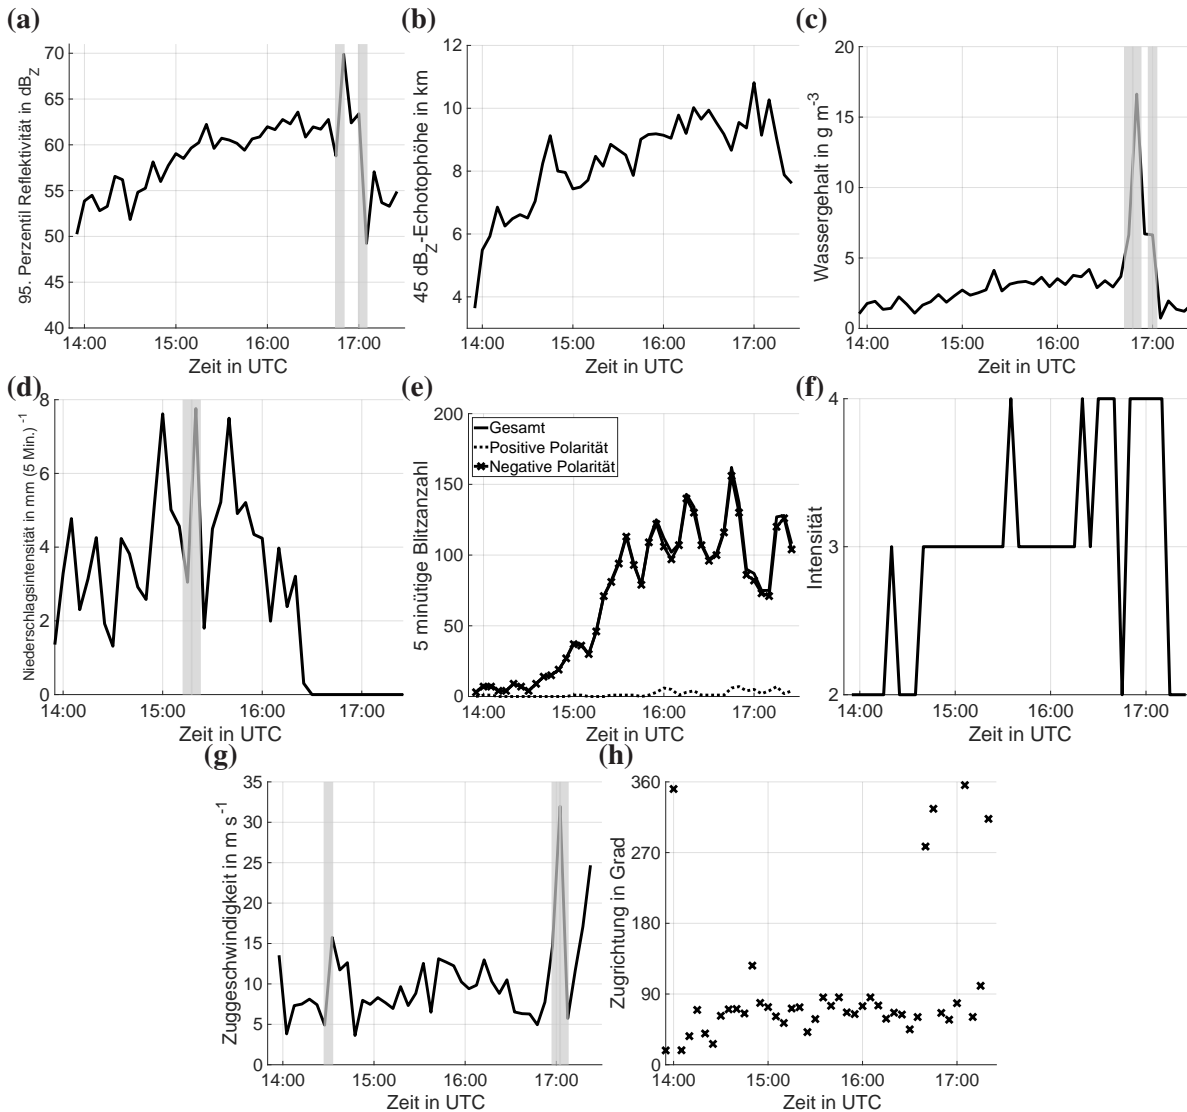 (a)
95. Perzentil Reflektivität in dBZ
70
65
60
55
50
45
40
14:00 15:00 16:00 17:00
Zeit in UTC
(b)
45 dBZ-Echotophöhe in km
12
10
8
6
4
14:00 15:00 16:00 17:00
Zeit in UTC
(c)
Wassergehalt in g m-3
20
15
10
5
0
14:00 15:00 16:00 17:00
Zeit in UTC
(d)
Niederschlagsintensität in mm (5 Min.) -1
8
6
4
2
0
14:00 15:00 16:00 17:00
Zeit in UTC
(e)
5 minütige Blitzanzahl
200
150
100
50
0
Gesamt
Positive Polarität
Negative Polarität
14:00 15:00 16:00 17:00
Zeit in UTC
(f)
Intensität
4
3
2
14:00 15:00 16:00 17:00
Zeit in UTC
(g)
Zuggeschwindigkeit in m s-1
35
30
25
20
15
10
5
0
14:00 15:00 16:00 17:00
Zeit in UTC
(h)
Zugrichtung in Grad
360
270
180
90
0
14:00 15:00 16:00 17:00
Zeit in UTC